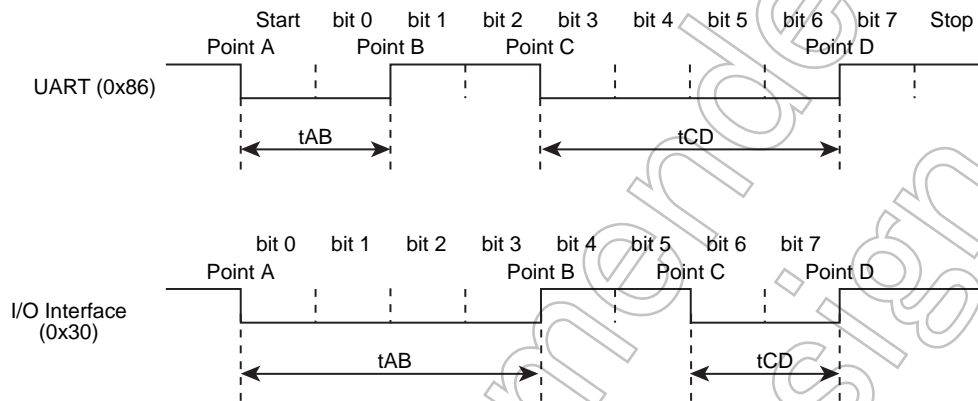 Start bit 0 bit 1 bit 2 bit 3 bit 4 bit 5 bit 6 bit 7 Stop
Point A Point B Point C Point D
UART (0x86)
tAB tCD
bit 0 bit 1 bit 2 bit 3 bit 4 bit 5 bit 6 bit 7
Point A Point B Point C Point D
I/O Interface
(0x30)
tAB tCD